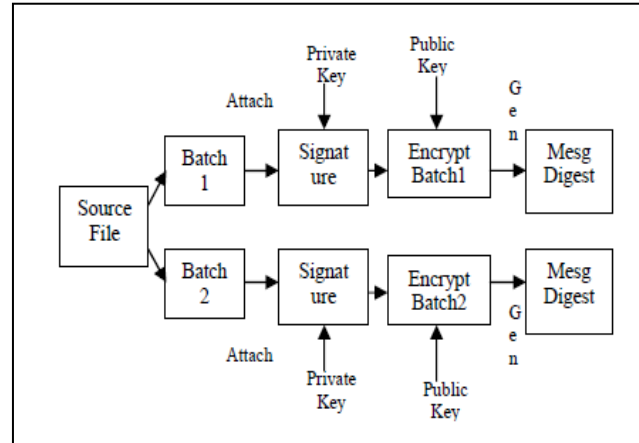 Private
Key
Public
Key
Attach
G
e
n
Batch
1
Signat
ure
Encrypt
Batch1
Mesg
Digest
Source
File
Batch
2
Signat
ure
Encrypt
Batch2
Mesg
Digest
Attach
G
e
n
Private
Key
Public
Key